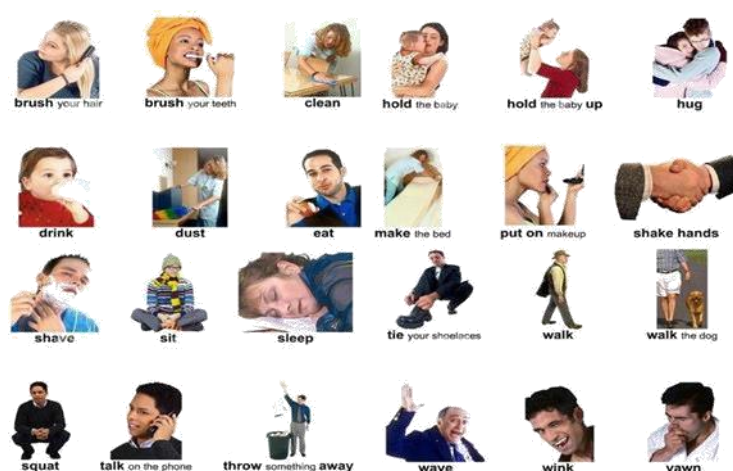 brush your hair
brush your teeth
clean
hold the baby
hold the baby up
hug
drink
dust
eat
make the bed
put on makeup
shake hands
shave
sit
sleep
tie your shoelaces
walk
walk the dog
squat
talk on the phone
throw something away
wave
wink
yawn